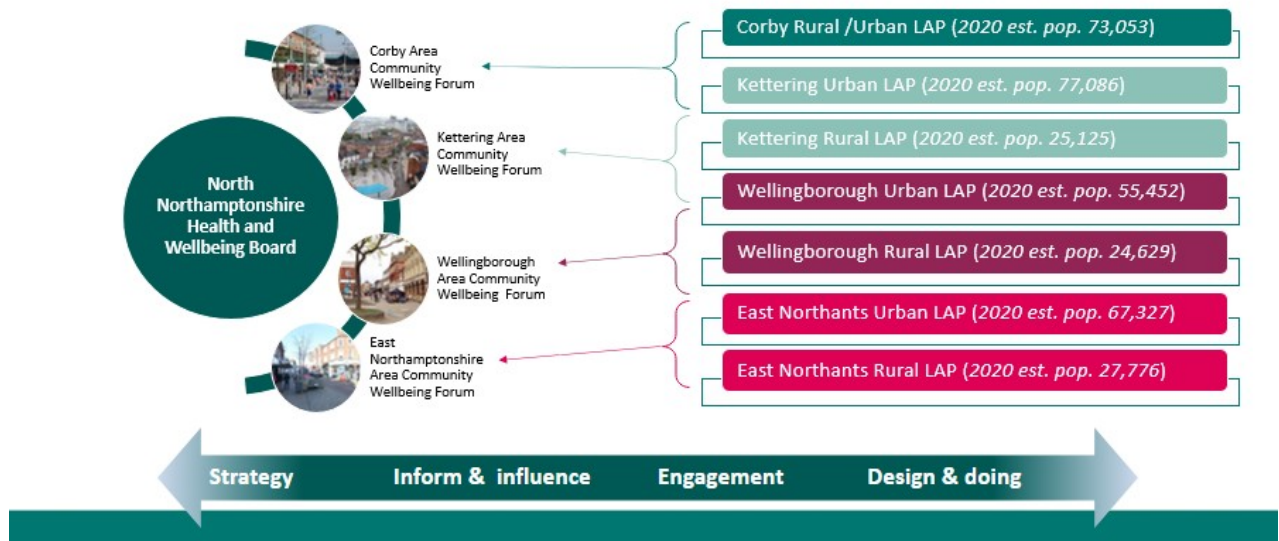 North
Northamptonshire
Health and
Wellbeing Board
Corby Area
Community
Wellbeing Forum
Kettering Area
Community
Wellbeing Forum
Wellingborough
Area Community
Wellbeing Forum
East
Northamptonshire
Area Community
Wellbeing Forum
Corby Rural /Urban LAP (2020 est. pop. 73,053)
Kettering Urban LAP (2020 est. pop. 77,086)
Kettering Rural LAP (2020 est. pop. 25,125)
Wellingborough Urban LAP (2020 est. pop. 55,452)
Wellingborough Rural LAP (2020 est. pop. 24,629)
East Northants Urban LAP (2020 est. pop. 67,327)
East Northants Rural LAP (2020 est. pop. 27,776)
Strategy Inform & influence Engagement Design & doing